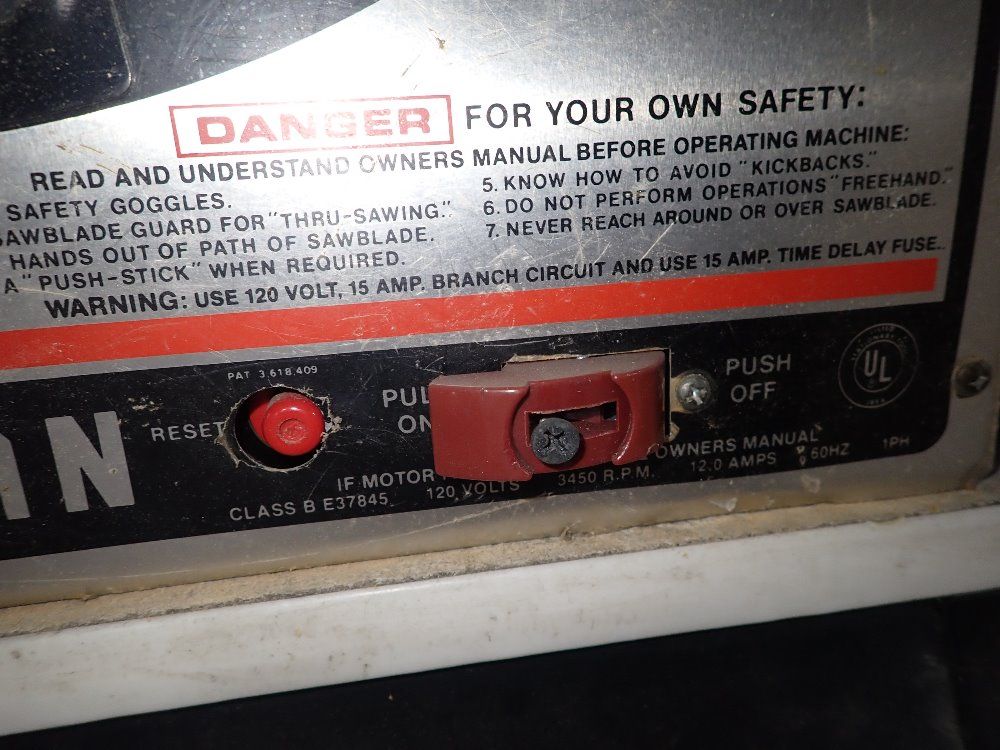 DANGER FOR YOUR OWN SAFETY:
READ AND UNDERSTAND OWNERS MANUAL BEFORE OPERATING MACHINE:
SAFETY GOGGLES.
SAWBLADE GUARD FOR "THRU-SAWING."
HANDS OUT OF PATH OF SAWBLADE.
A "PUSH-STICK" WHEN REQUIRED.
5. KNOW HOW TO AVOID "KICKBACKS."
6. DO NOT PERFORM OPERATIONS "FREEHAND."
7. NEVER REACH AROUND OR OVER SAWBLADE.
WARNING: USE 120 VOLT, 15 AMP. BRANCH CIRCUIT AND USE 15 AMP. TIME DELAY FUSE.
PAT 3,618,409
RESET
PUL
ON
PUSH
OFF
UL
AN
IF MOTOR OWNERS MANUAL
CLASS B E37845 120 VOLTS 3450 R.P.M. 12.0 AMPS 60HZ 1PH